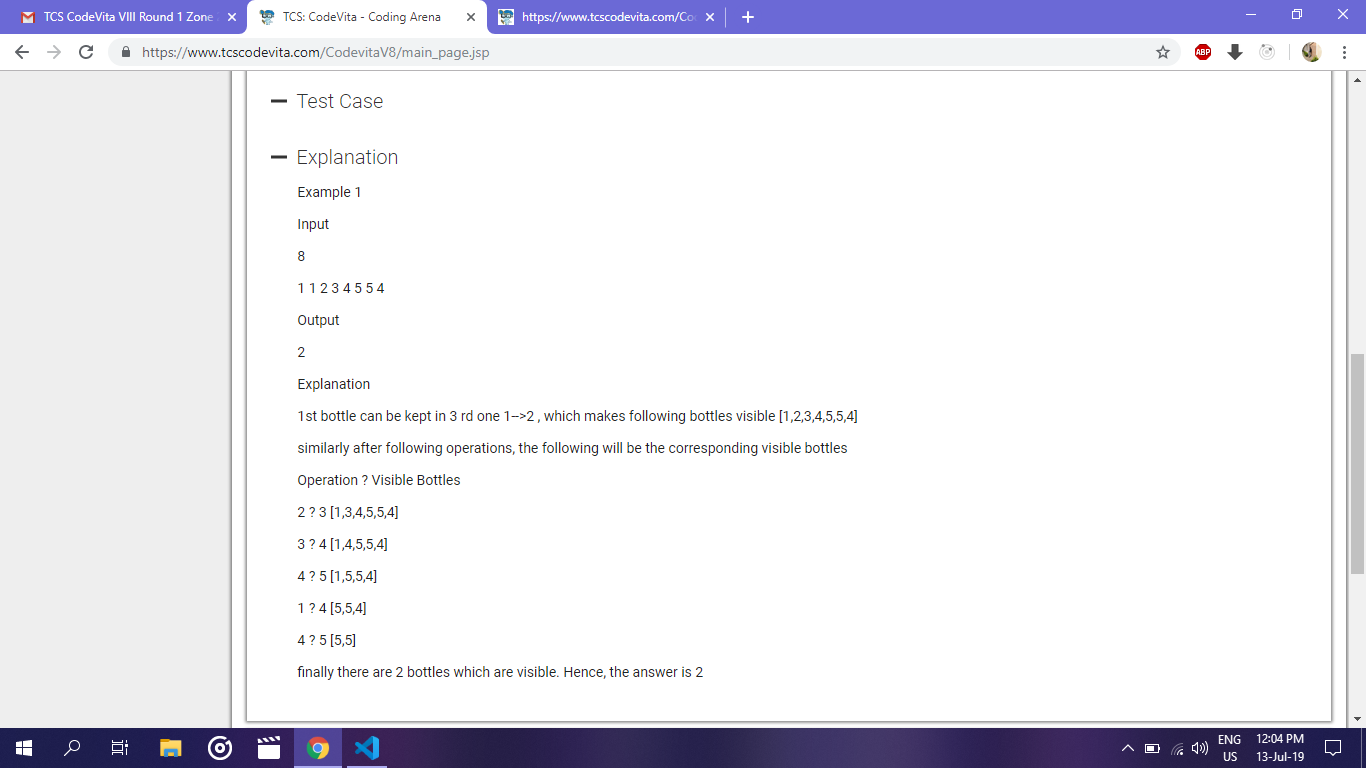 TCS CodeVita VIII Round 1 Zone
TCS: CodeVita - Coding Arena
https://www.tcscodevita.com/Co
https://www.tcscodevita.com/CodevitaV8/main_page.jsp
ABP
Test Case
Explanation
Example 1
Input
8
1 1 2 3 4 5 5 4
Output
2
Explanation
1st bottle can be kept in 3 rd one 1-->2 , which makes following bottles visible [1,2,3,4,5,5,4]
similarly after following operations, the following will be the corresponding visible bottles
Operation ? Visible Bottles
2 ? 3 [1,3,4,5,5,4]
3 ? 4 [1,4,5,5,4]
4 ? 5 [1,5,5,4]
1 ? 4 [5,5,4]
4 ? 5 [5,5]
finally there are 2 bottles which are visible. Hence, the answer is 2
ENG
US
12:04 PM
13-Jul-19